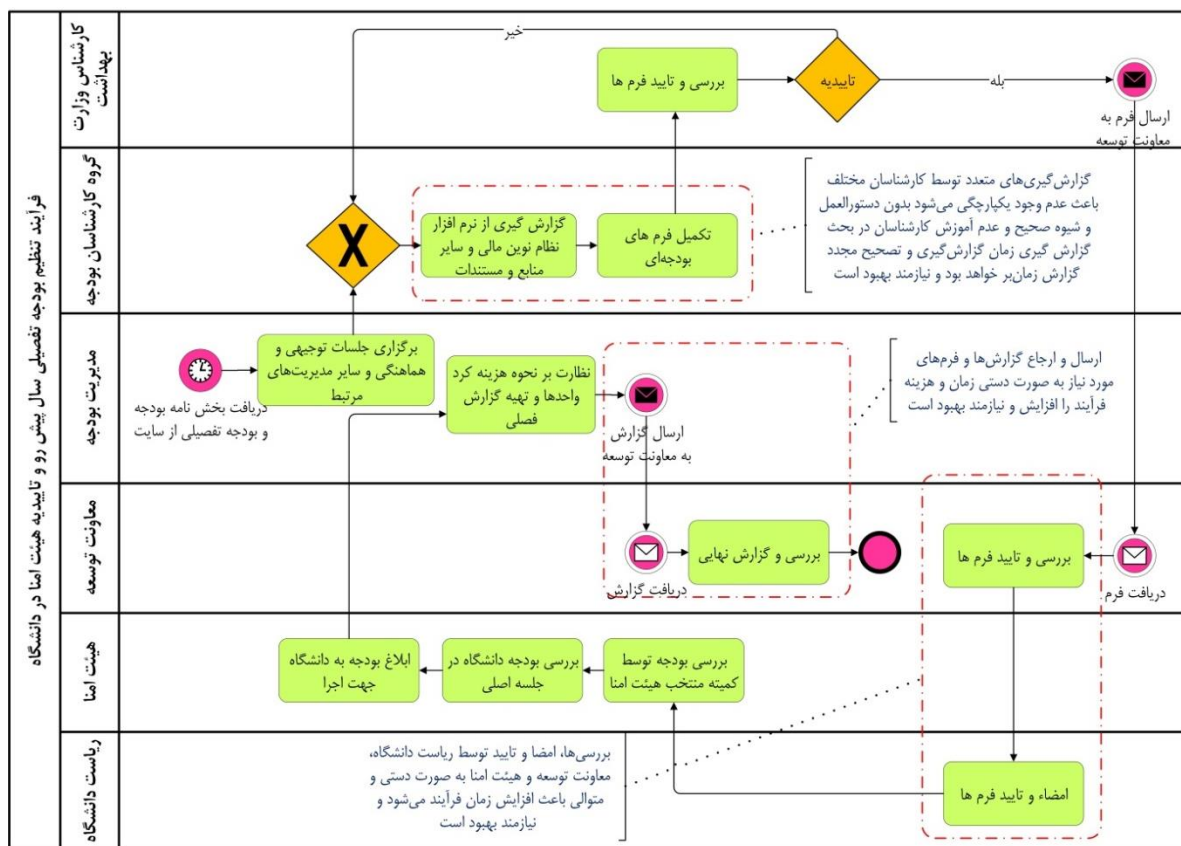 فرآیند تنظیم بودجه تفصیلی سال پیش رو و تاییدیه هیئت امنا در دانشگاه
کارشناس وزارت
بهداشت
خیر
بررسی و تایید فرم ها
تاییدیه
بله
ارسال فرم به
معاونت توسعه
گروه کارشناسان بودجه
X
گزارش گیری از نرم افزار
نظام نوین مالی و سایر
منابع و مستندات
تکمیل فرم های
بودجه‌ای
گزارش‌گیری‌های متعدد توسط کارشناسان مختلف
باعث عدم وجود یکپارچگی می‌شود بدون دستورالعمل
و شیوه صحیح و عدم آموزش کارشناسان در بحث
گزارش گیری زمان گزارش‌گیری و تصحیح مجدد
گزارش زمان‌بر خواهد بود و نیازمند بهبود است
مدیریت بودجه
دریافت بخش نامه بودجه
و بودجه تفصیلی از سایت
برگزاری جلسات توجیهی و
هماهنگی و سایر مدیریت‌های
مرتبط
نظارت بر نحوه هزینه کرد
واحدها و تهیه گزارش
فصلی
ارسال گزارش
به معاونت توسعه
ارسال و ارجاع گزارش‌ها و فرم‌های
مورد نیاز به صورت دستی زمان و هزینه
فرآیند را افزایش و نیازمند بهبود است
معاونت توسعه
دریافت گزارش
بررسی و گزارش نهایی
بررسی و تایید فرم ها
دریافت فرم
هیئت امنا
ابلاغ بودجه به دانشگاه
جهت اجرا
بررسی بودجه دانشگاه در
جلسه اصلی
بررسی بودجه توسط
کمیته منتخب هیئت امنا
ریاست دانشگاه
بررسی‌ها، امضا و تایید توسط ریاست دانشگاه،
معاونت توسعه و هیئت امنا به صورت دستی و
متوالی باعث افزایش زمان فرآیند می‌شود و
نیازمند بهبود است
امضاء و تایید فرم ها